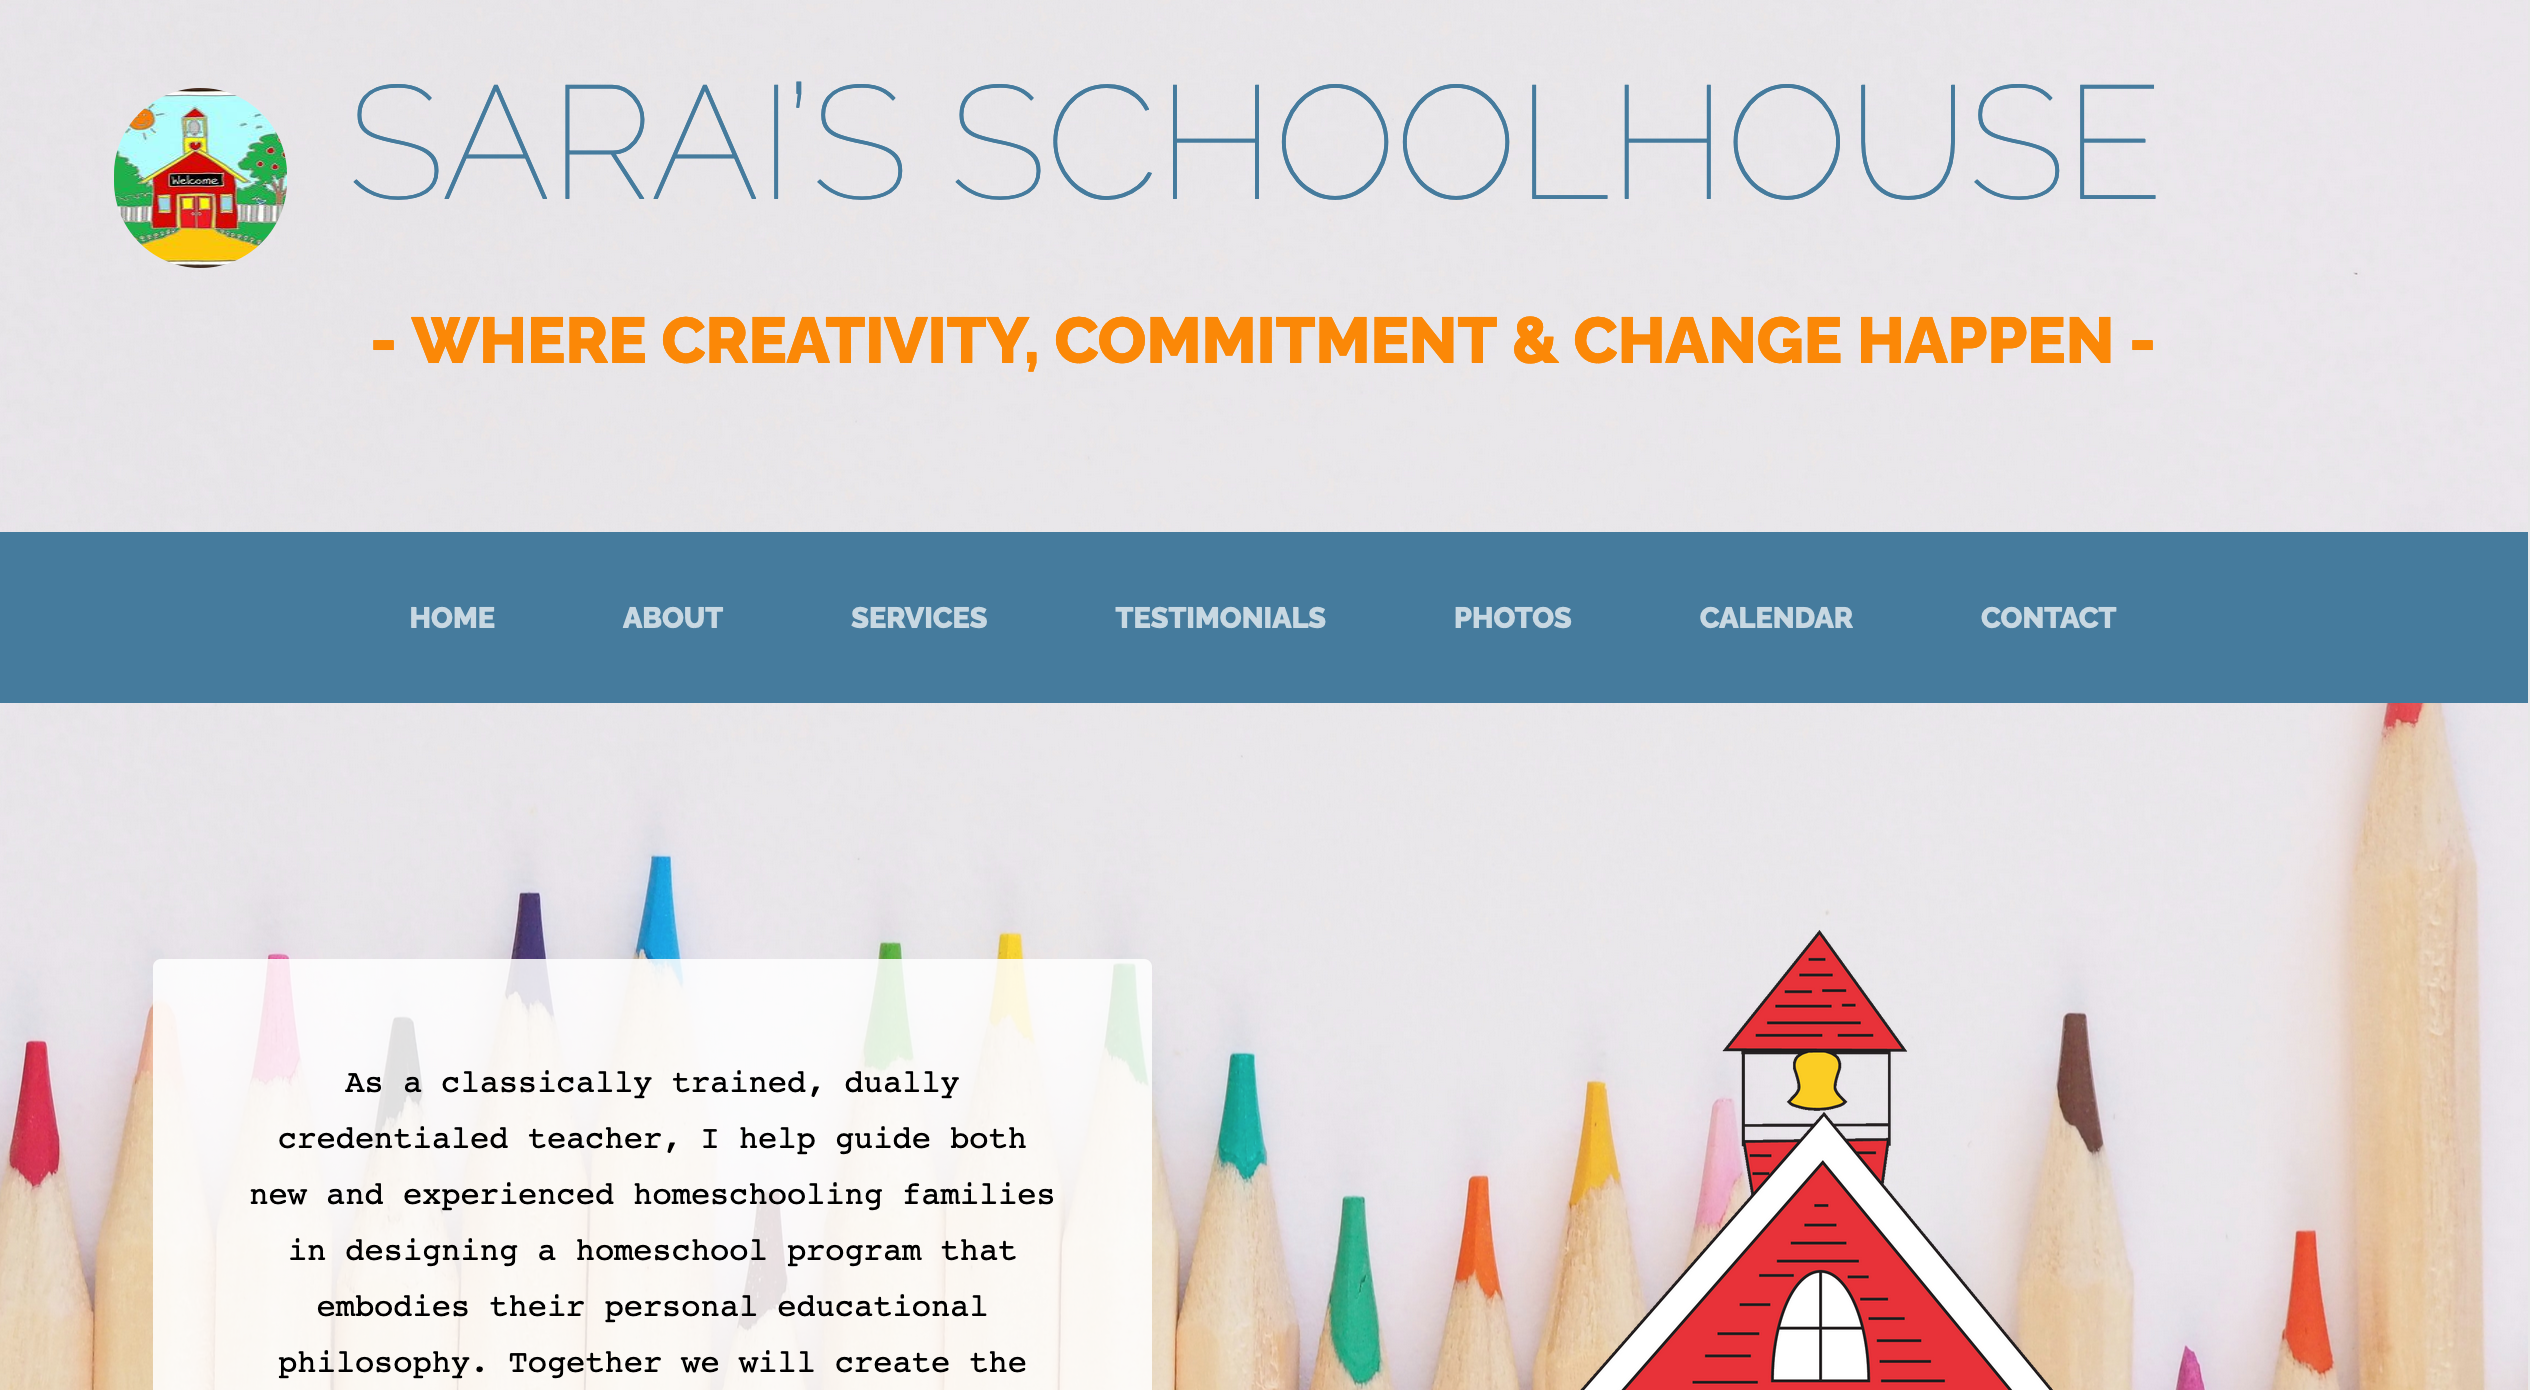 Welcome
SARAI'S SCHOOLHOUSE
- WHERE CREATIVITY, COMMITMENT & CHANGE HAPPEN -
HOME ABOUT SERVICES TESTIMONIALS PHOTOS CALENDAR CONTACT
As a classically trained, dually
credentialed teacher, I help guide both
new and experienced homeschooling families
in designing a homeschool program that
embodies their personal educational
philosophy. Together we will create the